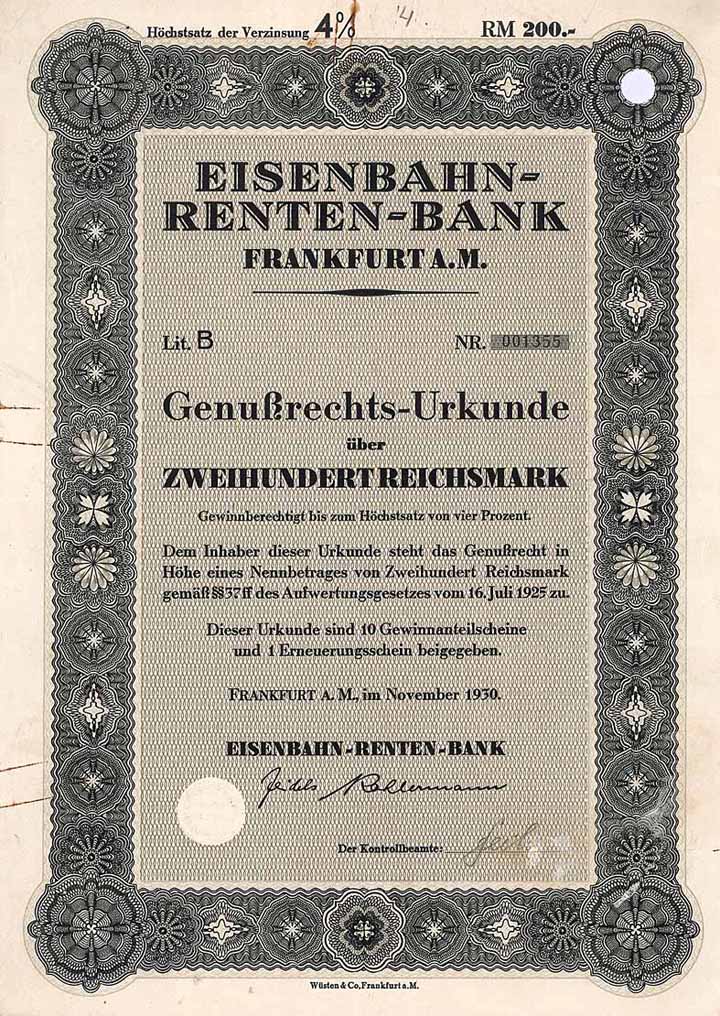 Höchstsatz der Verzinsung 4% 4. RM 200.-
EISENBAHN-
RENTEN-BANK
FRANKFURT A.M.
Lit. B NR. 001355
Genußrechts-Urkunde
über
ZWEIHUNDERT REICHSMARK
Gewinnberechtigt bis zum Höchstsatz von vier Prozent.
Dem Inhaber dieser Urkunde steht das Genußrecht in
Höhe eines Nennbetrages von Zweihundert Reichsmark
gemäß §§ 37 ff des Aufwertungsgesetzes vom 16. Juli 1925 zu.
Dieser Urkunde sind 10 Gewinnanteilscheine
und 1 Erneuerungsschein beigegeben.
FRANKFURT A. M., im November 1930.
EISENBAHN-RENTEN-BANK
Der Kontrollbeamte:
Wüsten & Co, Frankfurt a. M.